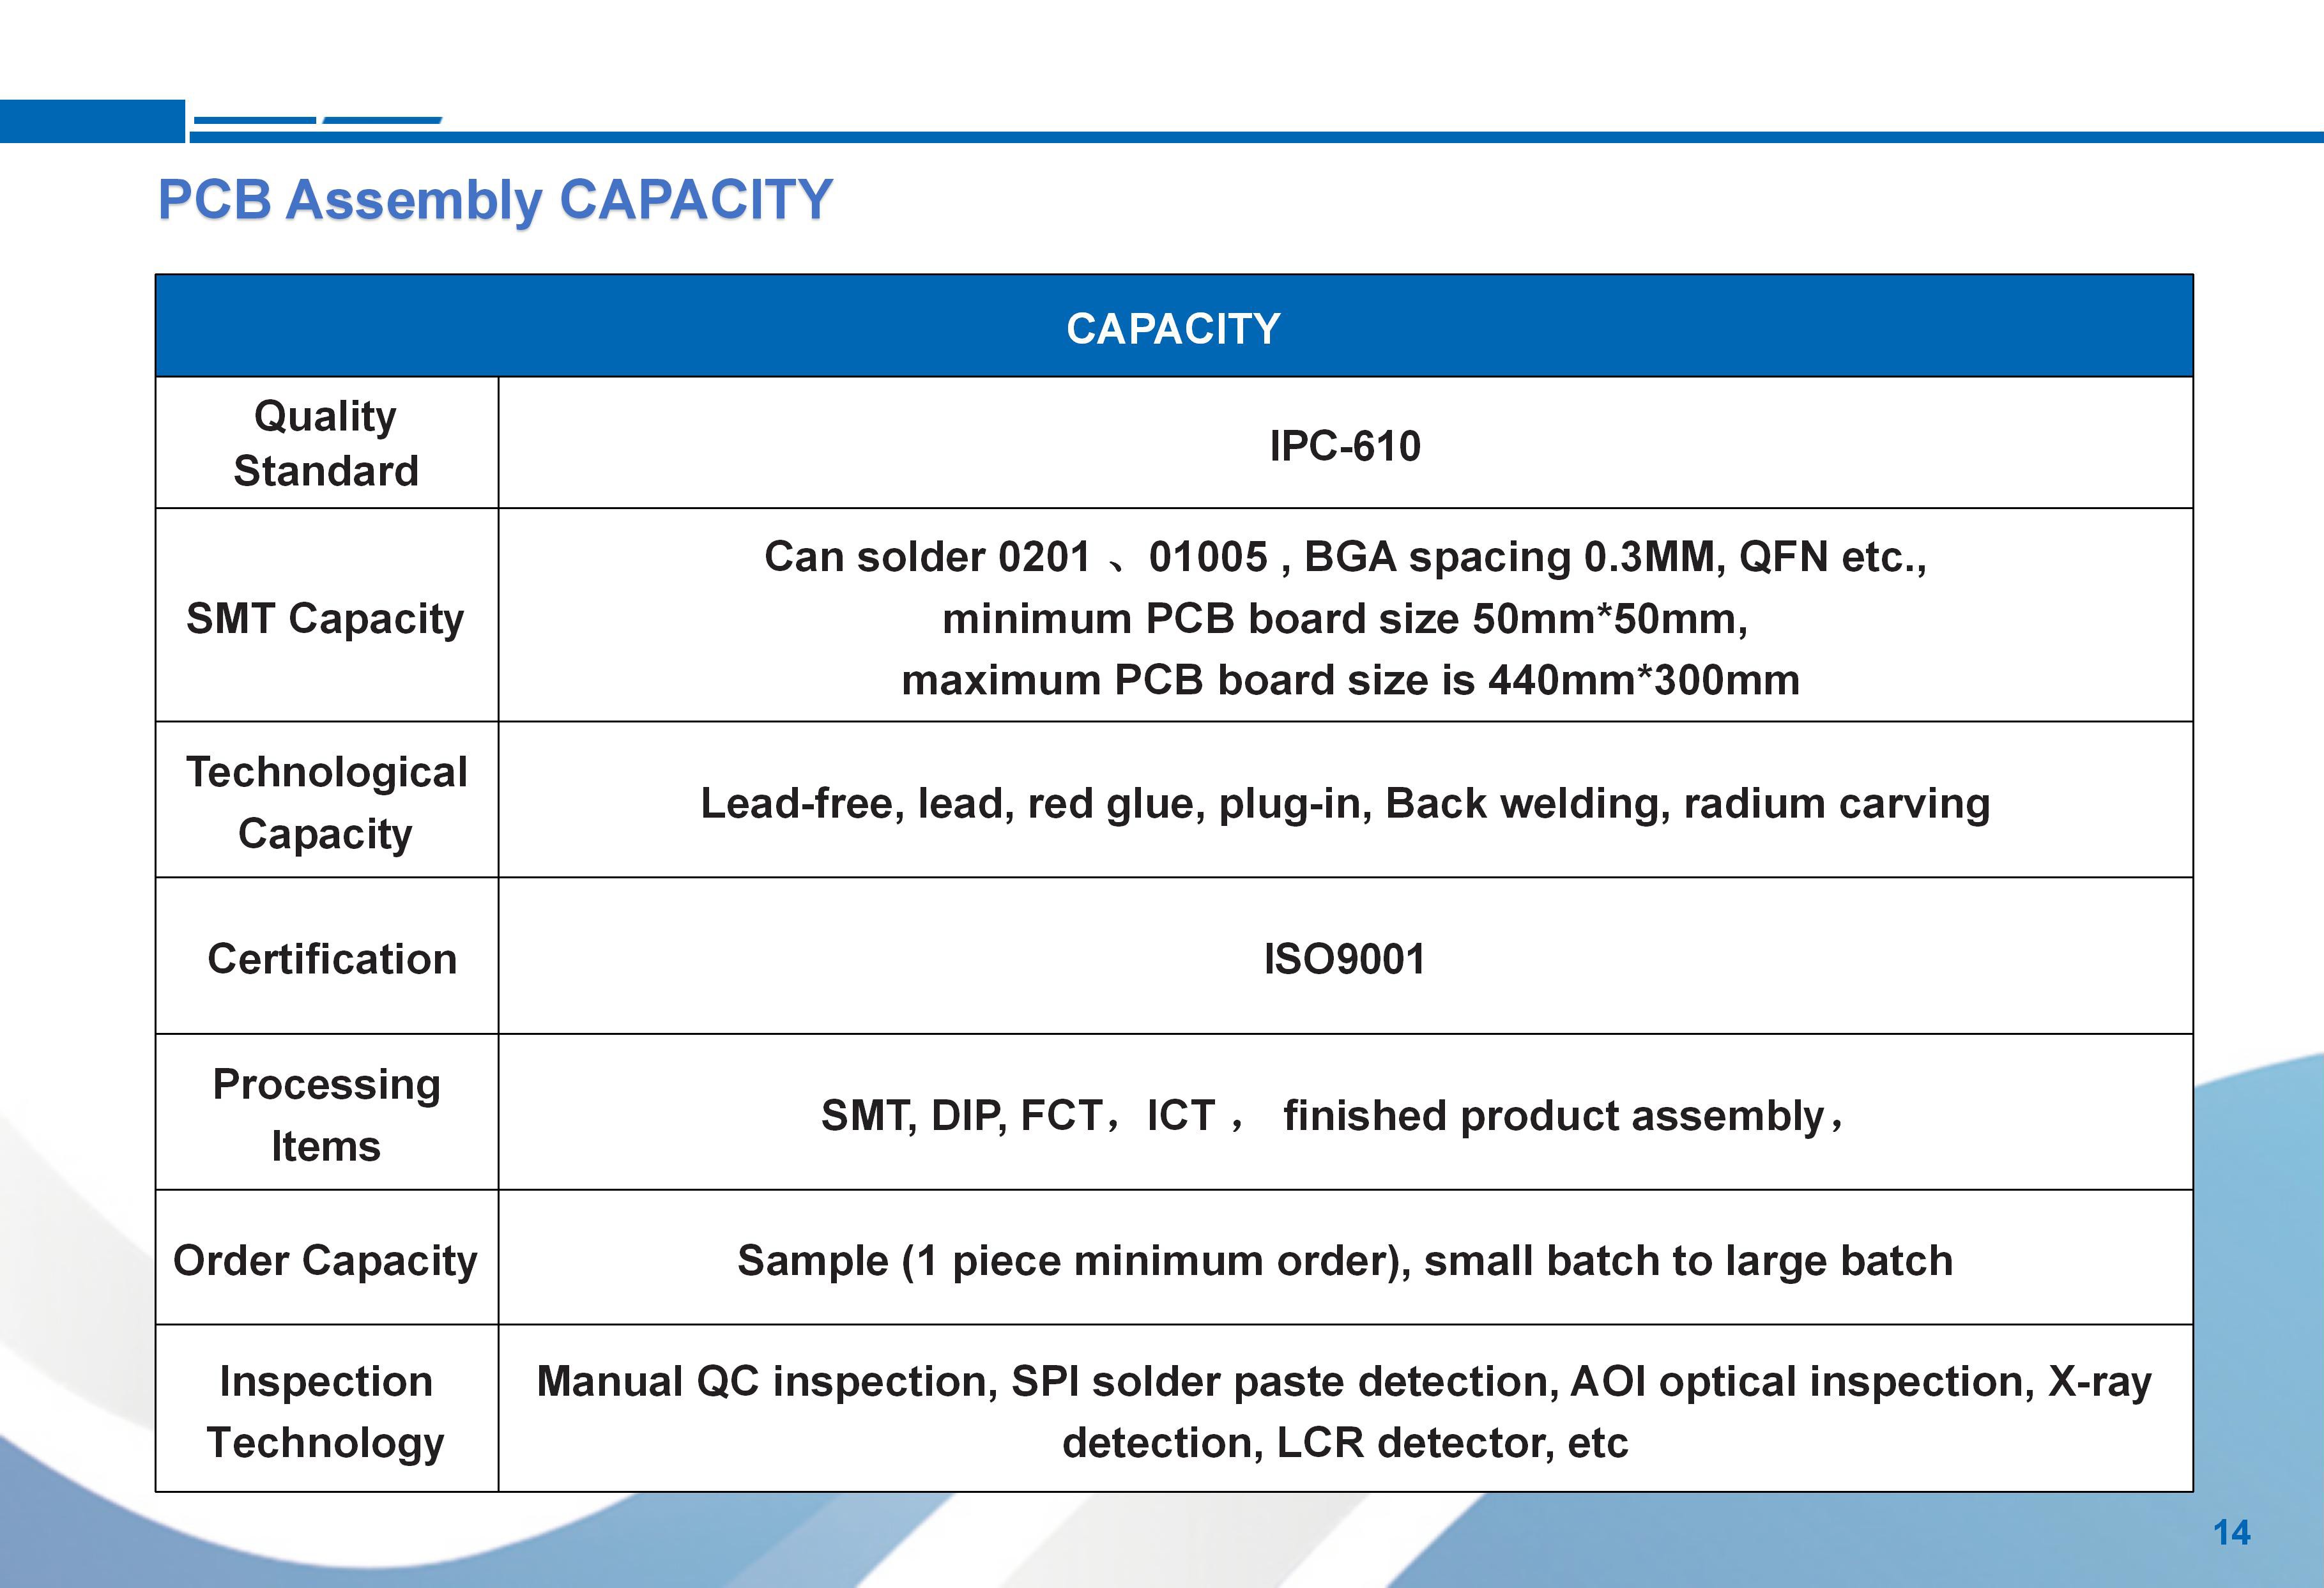 PCB Assembly CAPACITY
CAPACITY
Quality
Standard
IPC-610
SMT Capacity
Can solder 0201 、01005 , BGA spacing 0.3MM, QFN etc.,
minimum PCB board size 50mm*50mm,
maximum PCB board size is 440mm*300mm
Technological
Capacity
Lead-free, lead, red glue, plug-in, Back welding, radium carving
Certification
ISO9001
Processing
Items
SMT, DIP, FCT，ICT ， finished product assembly，
Order Capacity
Sample (1 piece minimum order), small batch to large batch
Inspection
Technology
Manual QC inspection, SPI solder paste detection, AOI optical inspection, X-ray
detection, LCR detector, etc
14